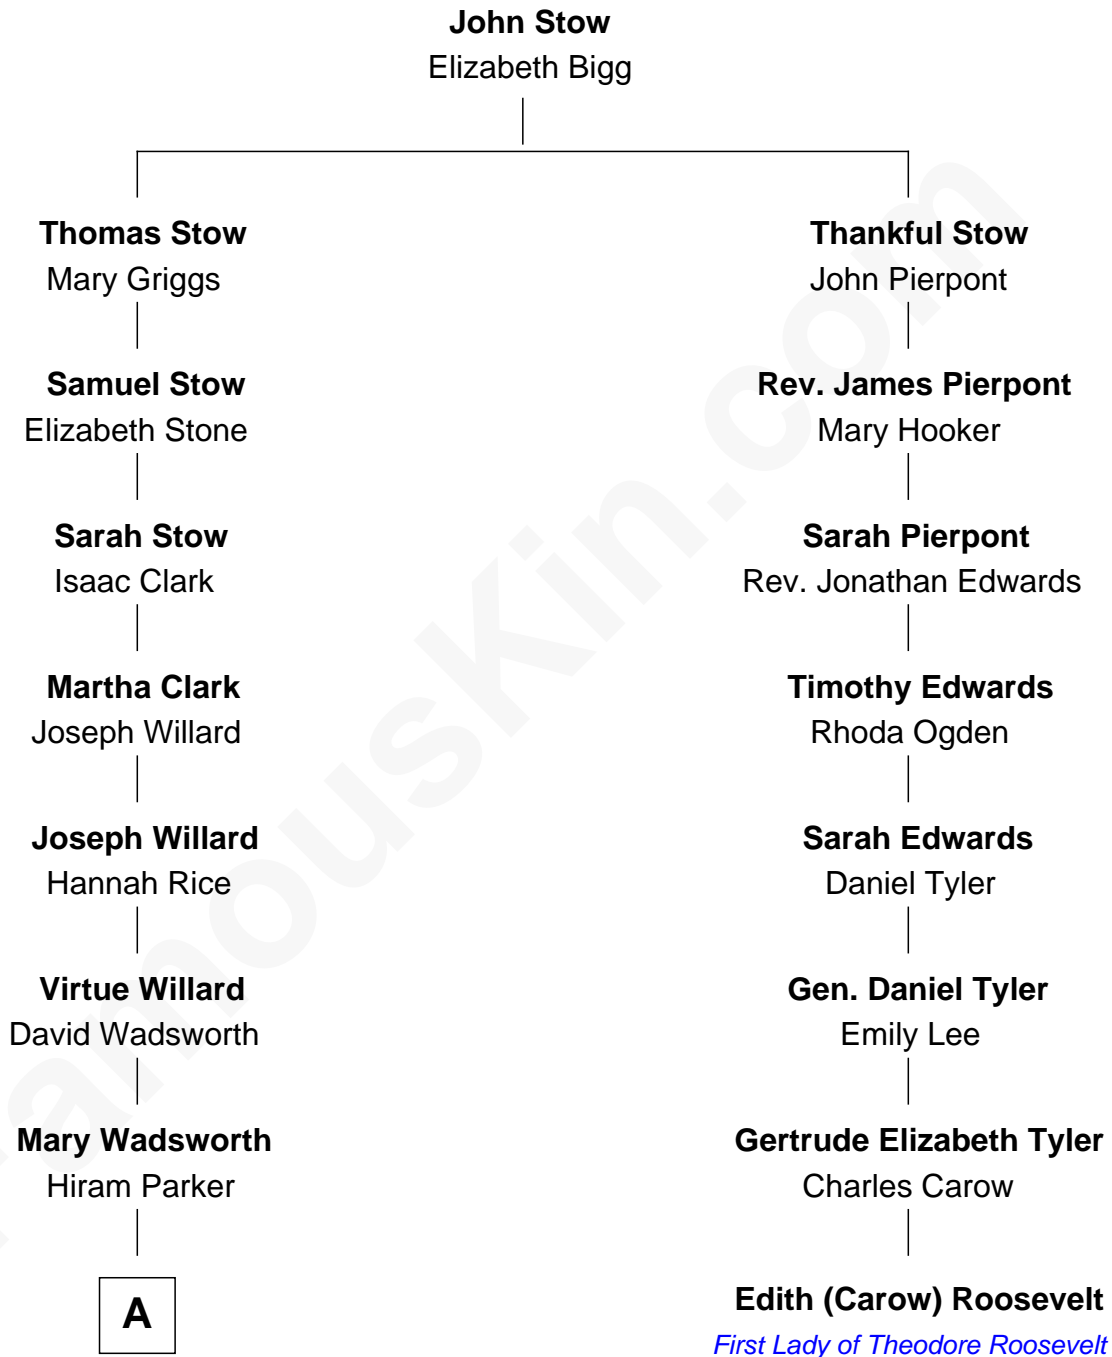 John Stow
Elizabeth Bigg
Thomas Stow
Mary Griggs
Thankful Stow
John Pierpont
Samuel Stow
Elizabeth Stone
Rev. James Pierpont
Mary Hooker
Sarah Stow
Isaac Clark
Sarah Pierpont
Rev. Jonathan Edwards
Martha Clark
Joseph Willard
Timothy Edwards
Rhoda Ogden
Joseph Willard
Hannah Rice
Sarah Edwards
Daniel Tyler
Virtue Willard
David Wadsworth
Gen. Daniel Tyler
Emily Lee
Mary Wadsworth
Hiram Parker
Gertrude Elizabeth Tyler
Charles Carow
A
Edith (Carow) Roosevelt
First Lady of Theodore Roosevelt
FamousKin.com